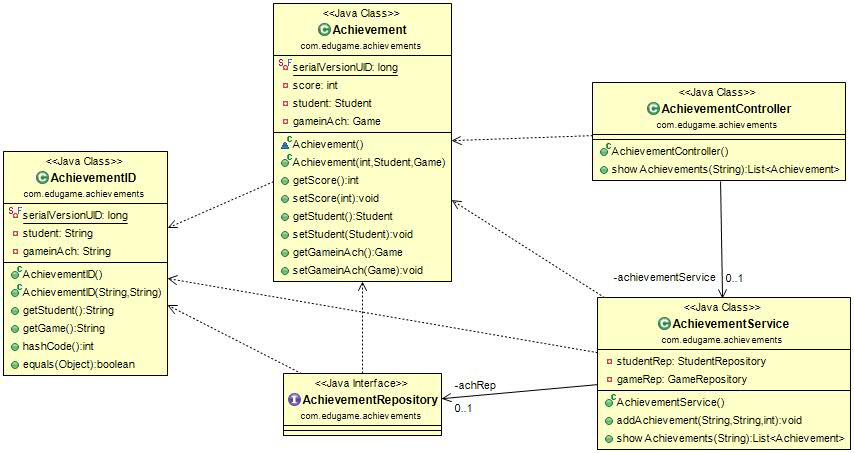 <<Java Class>>
Achievement
com.edugame.achievements
serialVersionUID: long
score: int
student: Student
gameinAch: Game
Achievement()
Achievement(int,Student,Game)
getScore():int
setScore(int):void
getStudent():Student
setStudent(Student):void
getGameinAch():Game
setGameinAch(Game):void
<<Java Class>>
AchievementController
com.edugame.achievements
AchievementController()
show Achievements(String):List<Achievement>
<<Java Class>>
AchievementID
com.edugame.achievements
serialVersionUID: long
student: String
gameinAch: String
AchievementID()
AchievementID(String,String)
getStudent():String
getGame():String
hashCode():int
equals(Object):boolean
-achievementService
0..1
<<Java Class>>
AchievementService
com.edugame.achievements
studentRep: StudentRepository
gameRep: GameRepository
AchievementService()
addAchievement(String,String,int):void
show Achievements(String):List<Achievement>
-achRep
0..1
<<Java Interface>>
AchievementRepository
com.edugame.achievements